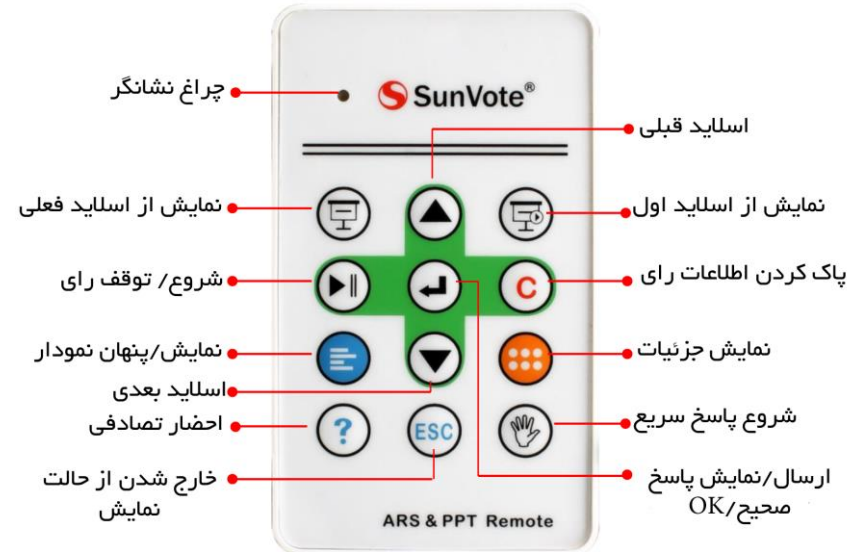 چراغ نشانگر
SunVote®
اسلاید قبلی
نمایش از اسلاید فعلی
نمایش از اسلاید اول
شروع/ توقف رای
C
پاک کردن اطلاعات رای
نمایش/پنهان نمودار
نمایش جزئیات
اسلاید بعدی
احضار تصادفی
?
ESC
شروع پاسخ سریع
خارج شدن از حالت
نمایش
ارسال/نمایش پاسخ
صحیح/OK
ARS & PPT Remote